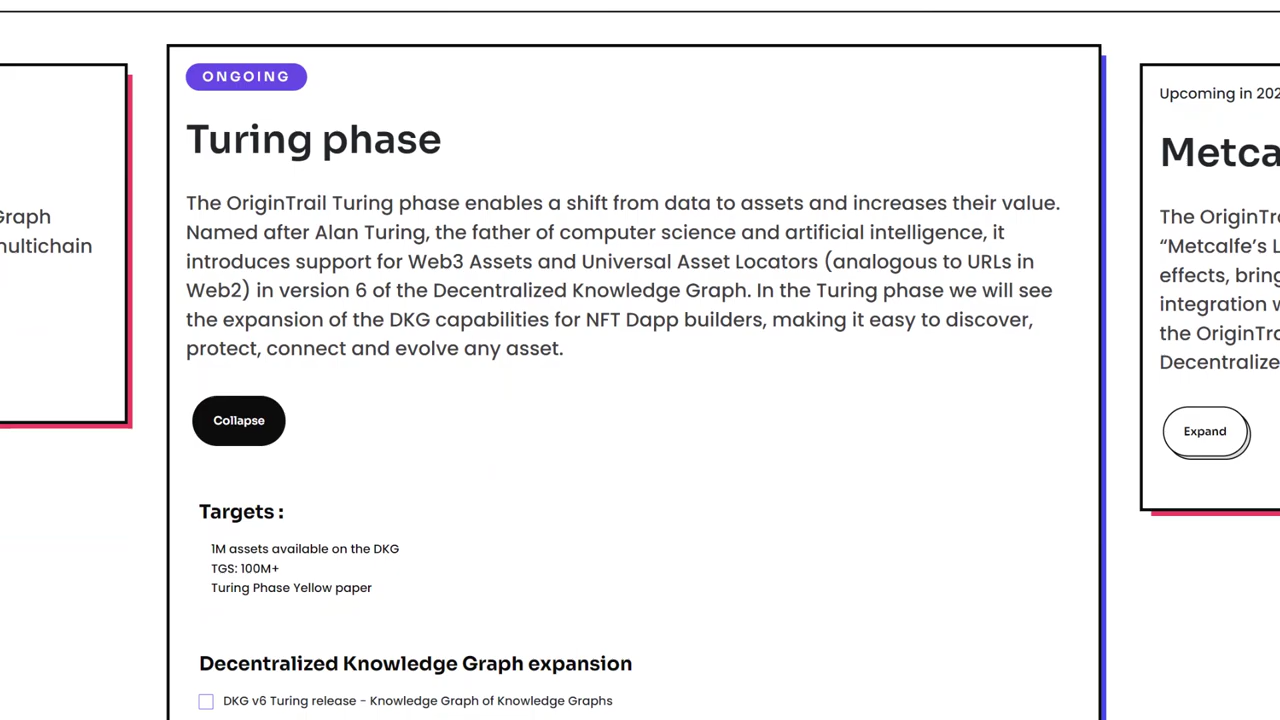 Graph
multichain
ONGOING
Turing phase
The OriginTrail Turing phase enables a shift from data to assets and increases their value.
Named after Alan Turing, the father of computer science and artificial intelligence, it
introduces support for Web3 Assets and Universal Asset Locators (analogous to URLs in
Web2) in version 6 of the Decentralized Knowledge Graph. In the Turing phase we will see
the expansion of the DKG capabilities for NFT Dapp builders, making it easy to discover,
protect, connect and evolve any asset.
Collapse
Targets :
1M assets available on the DKG
TGS: 100M+
Turing Phase Yellow paper
Decentralized Knowledge Graph expansion
DKG v6 Turing release - Knowledge Graph of Knowledge Graphs
Upcoming in 202
Metca
The OriginTra
“Metcalfe’s L
effects, bring
integration w
the OriginTra
Decentralize
Expand